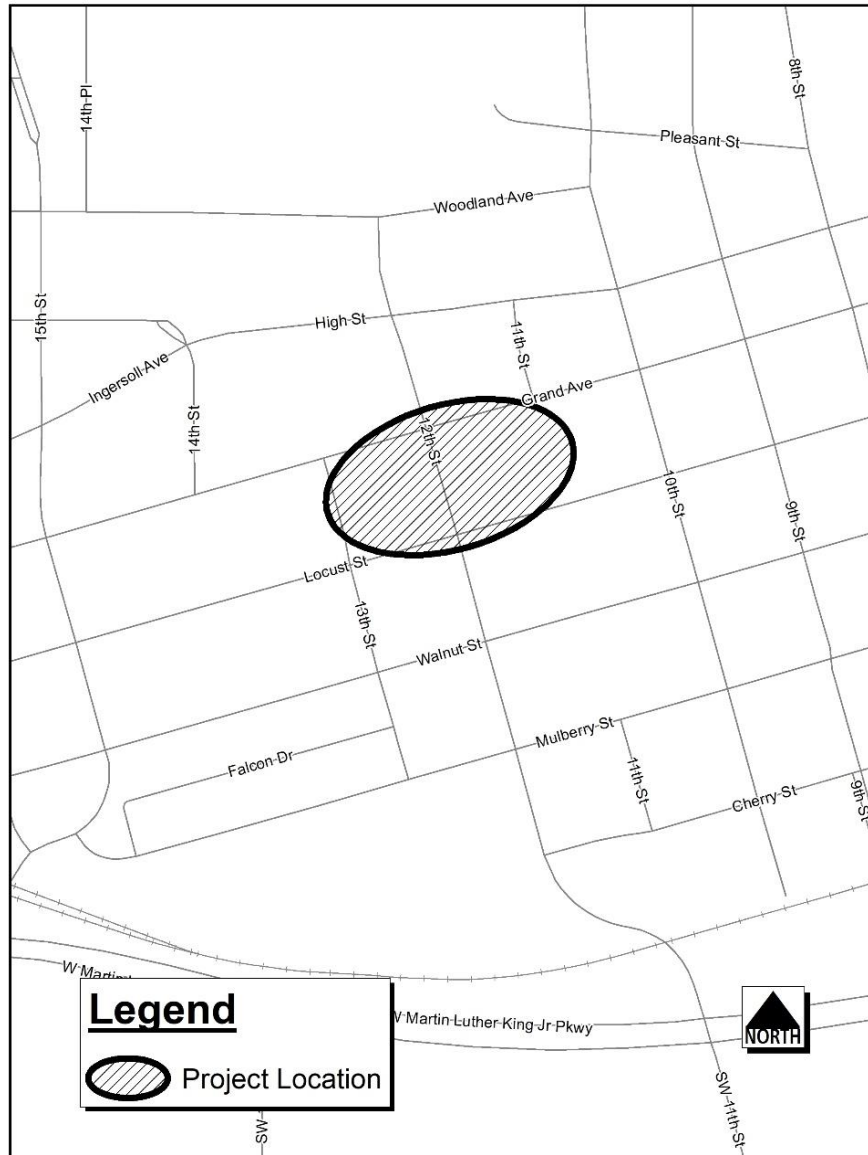 8th St
14th Pl
Pleasant St
Woodland Ave
15th St
High St
11th St
Ingersoll Ave
Grand Ave
14th St
12th St
10th St
9th St
Locust St
13th St
Walnut St
Mulberry St
Falcon Dr
11th St
Cherry St
9th St
W Martin
W Martin Luther King Jr Pkwy
Legend
NORTH
Project Location
SW
SW 11th St